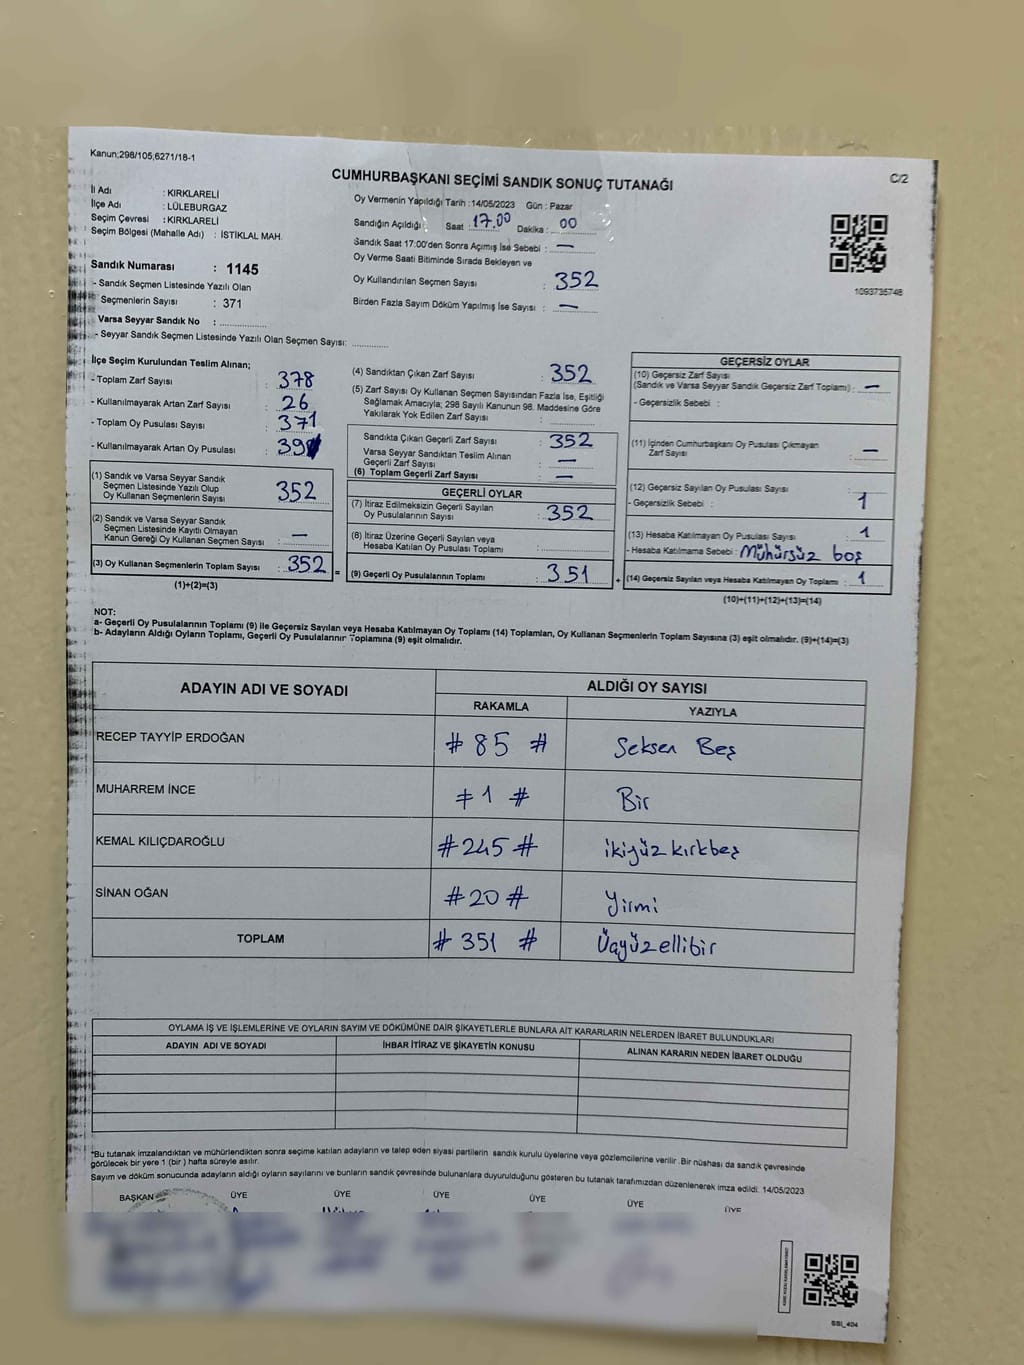 Kanun;298/105,6271/18-1
C/2
CUMHURBAŞKANI SEÇİMİ SANDIK SONUÇ TUTANAĞI
İl Adı : KIRKLARELİ
İlçe Adı : LÜLEBURGAZ
Seçim Çevresi : KIRKLARELİ
Seçim Bölgesi (Mahalle Adı) : İSTİKLAL MAH.
Sandık Numarası : 1145
- Sandık Seçmen Listesinde Yazılı Olan
Seçmenlerin Sayısı : 371
Varsa Seyyar Sandık No :
- Seyyar Sandık Seçmen Listesinde Yazılı Olan Seçmen Sayısı:
Oy Vermenin Yapıldığı Tarih :14/05/2023 Gün : Pazar
Sandığın Açıldığı Saat : 17.00 Dakika : 00
Sandık Saat 17:00'den Sonra Açımış İse Sebebi : —
Oy Verme Saati Bitiminde Sırada Bekleyen ve
Oy Kullandırılan Seçmen Sayısı : 352
Birden Fazla Sayım Döküm Yapılmış İse Sayısı : —
1093735748
İlçe Seçim Kurulundan Teslim Alınan;
- Toplam Zarf Sayısı : 378
- Kullanılmayarak Artan Zarf Sayısı : 26
- Toplam Oy Pusulası Sayısı : 371
- Kullanılmayarak Artan Oy Pusulası : 39
(1) Sandık ve Varsa Seyyar Sandık
Seçmen Listesinde Yazılı Olup
Oy Kullanan Seçmenlerin Sayısı : 352
(2) Sandık ve Varsa Seyyar Sandık
Seçmen Listesinde Kayıtlı Olmayan
Kanun Gereği Oy Kullanan Seçmen Sayısı : —
(3) Oy Kullanan Seçmenlerin Toplam Sayısı : 352 =
(1)+(2)=(3)
(4) Sandıktan Çıkan Zarf Sayısı : 352
(5) Zarf Sayısı Oy Kullanan Seçmen Sayısından Fazla İse, Eşitliği
Sağlamak Amacıyla; 298 Sayılı Kanunun 98. Maddesine Göre
Yakılarak Yok Edilen Zarf Sayısı :
Sandıkta Çıkan Geçerli Zarf Sayısı : 352
Varsa Seyyar Sandıktan Teslim Alınan
Geçerli Zarf Sayısı : —
(6) Toplam Geçerli Zarf Sayısı : —
GEÇERLİ OYLAR
(7) İtiraz Edilmeksizin Geçerli Sayılan
Oy Pusulalarının Sayısı : 352
(8) İtiraz Üzerine Geçerli Sayılan veya
Hesaba Katılan Oy Pusulası Toplamı :
(9) Geçerli Oy Pusulalarının Toplamı : 351 +
GEÇERSİZ OYLAR
(10) Geçersiz Zarf Sayısı
(Sandık ve Varsa Seyyar Sandık Geçersiz Zarf Toplamı) : —
- Geçersizlik Sebebi :
(11) İçinden Cumhurbaşkanı Oy Pusulası Çıkmayan
Zarf Sayısı : —
(12) Geçersiz Sayılan Oy Pusulası Sayısı :
- Geçersizlik Sebebi : 1
(13) Hesaba Katılmayan Oy Pusulası Sayısı : 1
- Hesaba Katılmama Sebebi : Mühürsüz boş
(14) Geçersiz Sayılan veya Hesaba Katılmayan Oy Toplamı : 1
(10)+(11)+(12)+(13)=(14)
NOT:
a- Geçerli Oy Pusulalarının Toplamı (9) ile Geçersiz Sayılan veya Hesaba Katılmayan Oy Toplamı (14) Toplamları, Oy Kullanan Seçmenlerin Toplam Sayısına (3) eşit olmalıdır. (9)+(14)=(3)
b- Adayların Aldığı Oyların Toplamı, Geçerli Oy Pusulalarının Toplamına (9) eşit olmalıdır.
ADAYIN ADI VE SOYADI
ALDIĞI OY SAYISI
RAKAMLA YAZIYLA
RECEP TAYYİP ERDOĞAN # 85 # Seksen Beş
MUHARREM İNCE # 1 # Bir
KEMAL KILIÇDAROĞLU # 245 # ikiyüz kırkbeş
SİNAN OĞAN # 20 # Yirmi
TOPLAM # 351 # Üçyüzellibir
OYLAMA İŞ VE İŞLEMLERİNE VE OYLARIN SAYIM VE DÖKÜMÜNE DAİR ŞİKAYETLERLE BUNLARA AİT KARARLARIN NELERDEN İBARET BULUNDUKLARI
ADAYIN ADI VE SOYADI İHBAR İTİRAZ VE ŞİKAYETİN KONUSU ALINAN KARARIN NEDEN İBARET OLDUĞU
*Bu tutanak imzalandıktan ve mühürlendikten sonra seçime katılan adayların ve talep eden siyasi partilerin sandık kurulu üyelerine veya gözlemcilerine verilir .Bir nüshası da sandık çevresinde
görülecek bir yere 1 (bir ) hafta süreyle asılır.
Sayım ve döküm sonucunda adayların aldığı oyların sayılarını ve bunların sandık çevresinde bulunanlara duyurulduğunu gösteren bu tutanak tarafımızdan düzenlenerek imza edildi. 14/05/2023
BAŞKAN ÜYE ÜYE ÜYE ÜYE ÜYE ÜYE
SSI_404